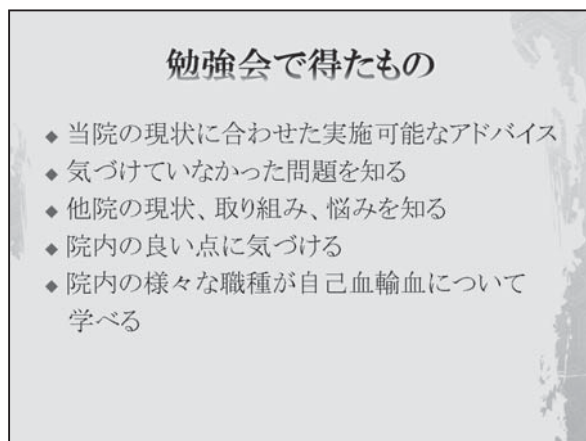 勉強会で得たもの
◆ 当院の現状に合わせた実施可能なアドバイス
◆ 気づけていなかった問題を知る
◆ 他院の現状、取り組み、悩みを知る
◆ 院内の良い点に気づける
◆ 院内の様々な職種が自己血輸血について
学べる